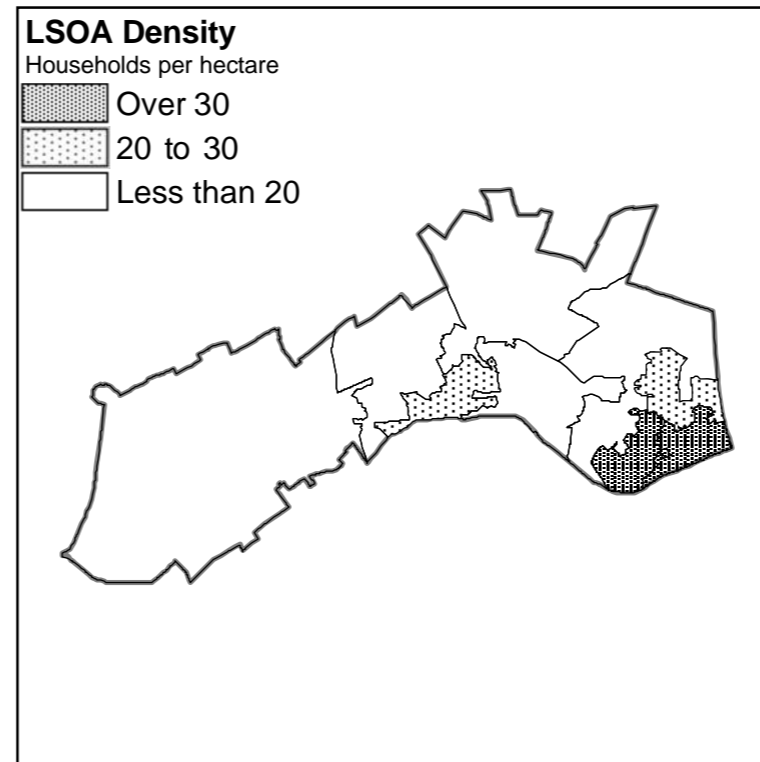 LSOA Density
Households per hectare
Over 30
20 to 30
Less than 20